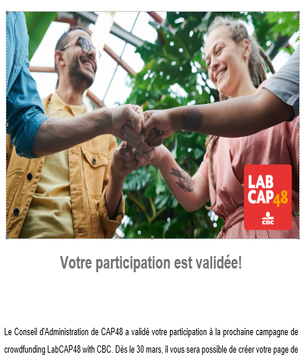 LAB
CAP48
CBC
Votre participation est validée!
Le Conseil d'Administration de CAP48 a validé votre participation à la prochaine campagne de
crowdfunding LabCAP48 with CBC. Dès le 30 mars, il vous sera possible de créer votre page de